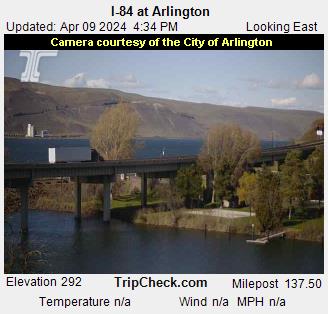 I-84 at Arlington
Updated: Apr 09 2024 4:34 PM Looking East
Camera courtesy of the City of Arlington
Elevation 292 TripCheck.com Milepost 137.50
Temperature n/a Wind n/a MPH n/a